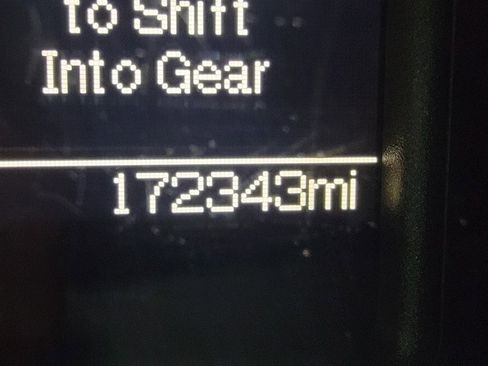 To Shift
Into Gear
172343mi